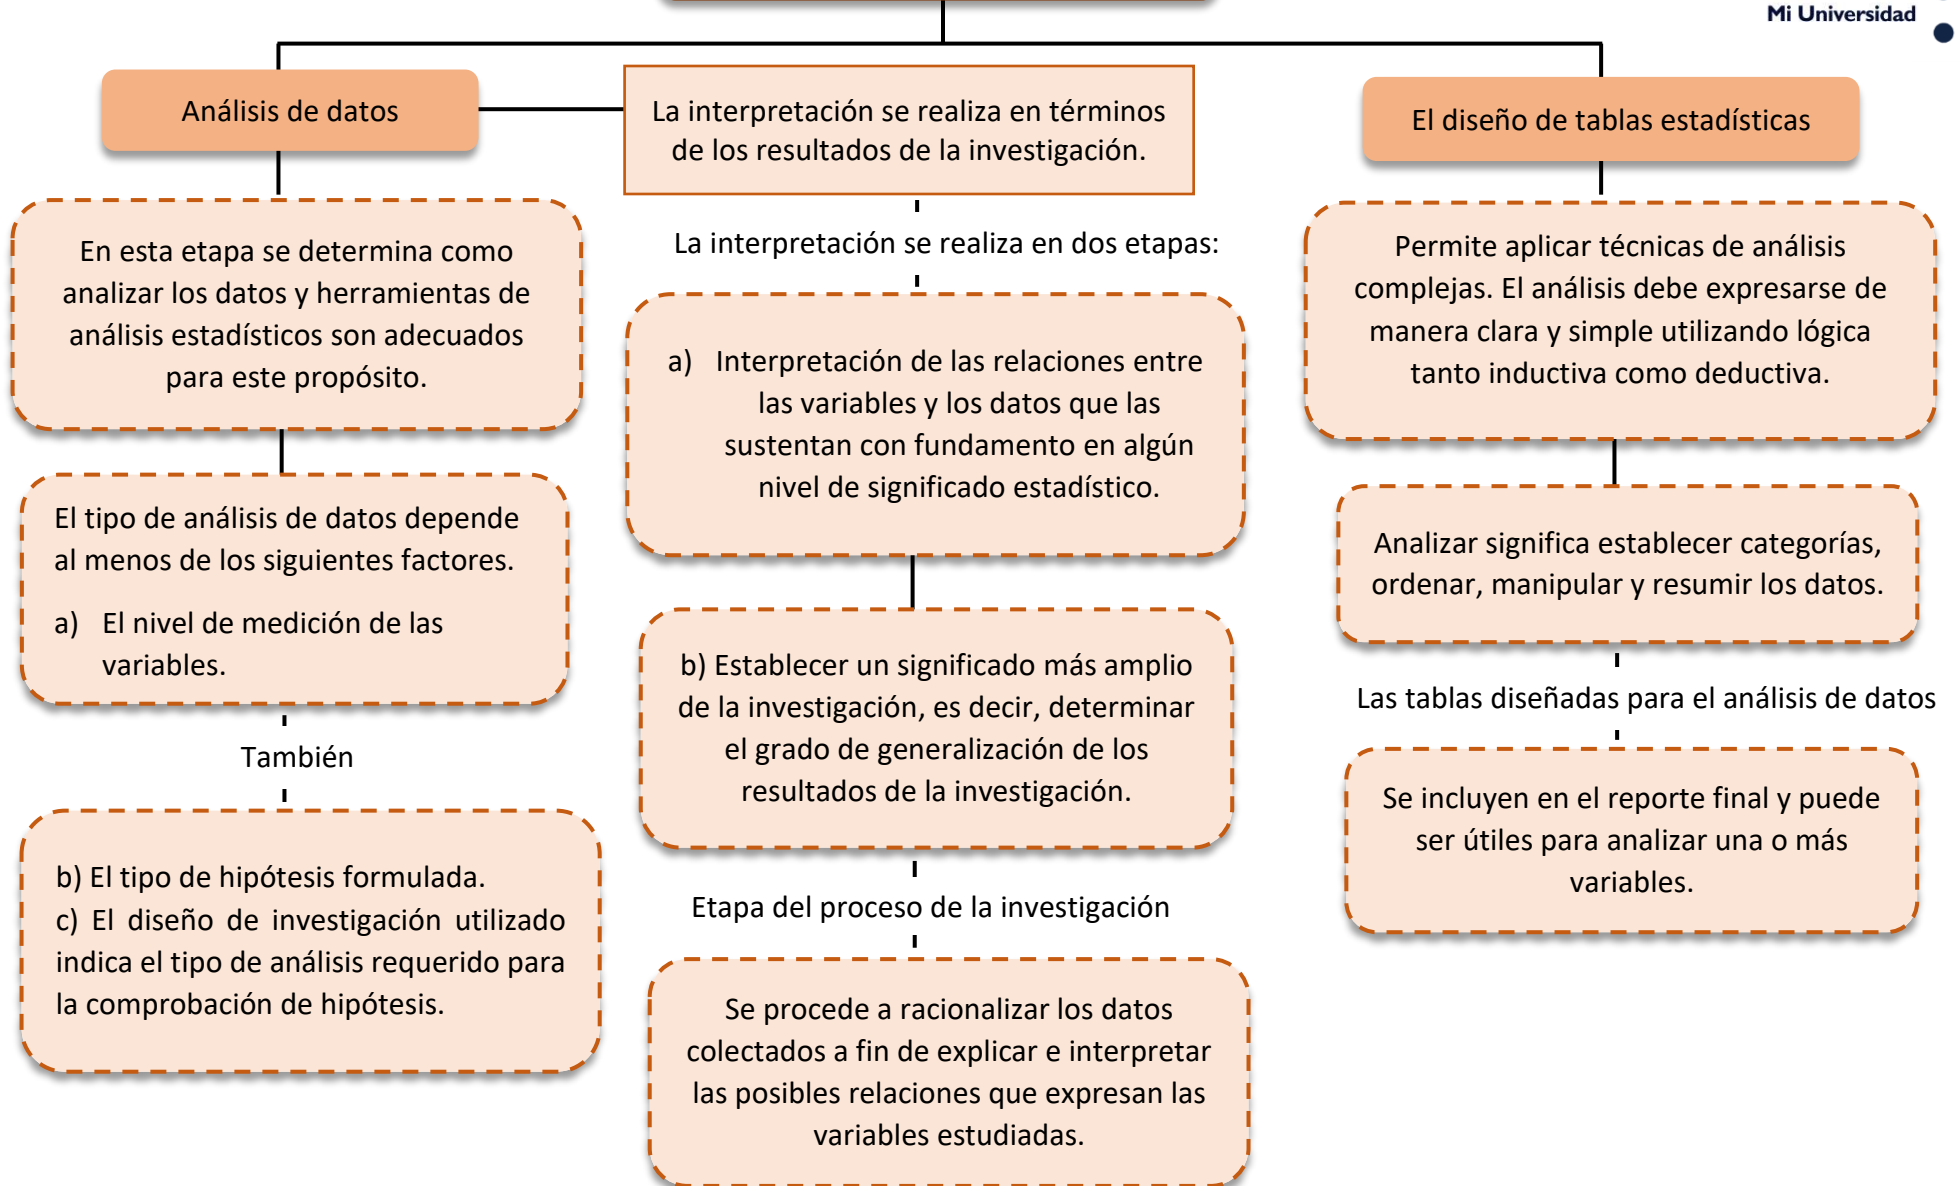 Mi Universidad
Análisis de datos
En esta etapa se determina como
analizar los datos y herramientas de
análisis estadísticos son adecuados
para este propósito.
El tipo de análisis de datos depende
al menos de los siguientes factores.
a) El nivel de medición de las
variables.
También
b) El tipo de hipótesis formulada.
c) El diseño de investigación utilizado
indica el tipo de análisis requerido para
la comprobación de hipótesis.
La interpretación se realiza en términos
de los resultados de la investigación.
La interpretación se realiza en dos etapas:
a) Interpretación de las relaciones entre
las variables y los datos que las
sustentan con fundamento en algún
nivel de significado estadístico.
b) Establecer un significado más amplio
de la investigación, es decir, determinar
el grado de generalización de los
resultados de la investigación.
Etapa del proceso de la investigación
Se procede a racionalizar los datos
colectados a fin de explicar e interpretar
las posibles relaciones que expresan las
variables estudiadas.
El diseño de tablas estadísticas
Permite aplicar técnicas de análisis
complejas. El análisis debe expresarse de
manera clara y simple utilizando lógica
tanto inductiva como deductiva.
Analizar significa establecer categorías,
ordenar, manipular y resumir los datos.
Las tablas diseñadas para el análisis de datos
Se incluyen en el reporte final y puede
ser útiles para analizar una o más
variables.